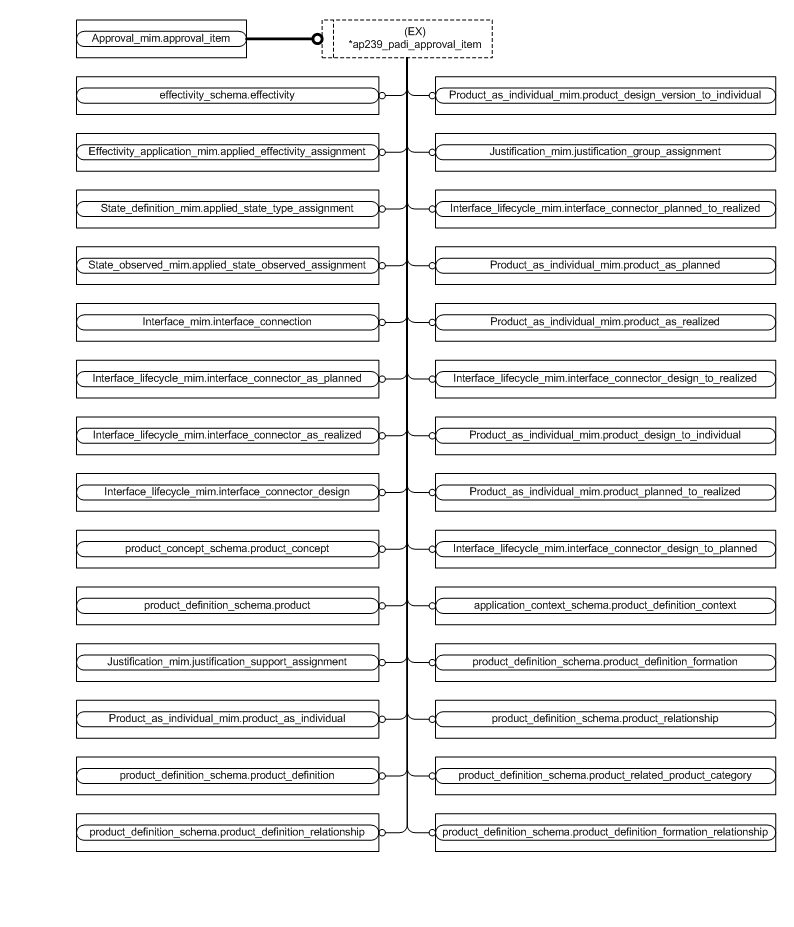 Approval_mim.approval_item
(EX)
*ap239_padi_approval_item
effectivity_schema.effectivity
Product_as_individual_mim.product_design_version_to_individual
Effectivity_application_mim.applied_effectivity_assignment
Justification_mim.justification_group_assignment
State_definition_mim.applied_state_type_assignment
Interface_lifecycle_mim.interface_connector_planned_to_realized
State_observed_mim.applied_state_observed_assignment
Product_as_individual_mim.product_as_planned
Interface_mim.interface_connection
Product_as_individual_mim.product_as_realized
Interface_lifecycle_mim.interface_connector_as_planned
Interface_lifecycle_mim.interface_connector_design_to_realized
Interface_lifecycle_mim.interface_connector_as_realized
Product_as_individual_mim.product_design_to_individual
Interface_lifecycle_mim.interface_connector_design
Product_as_individual_mim.product_planned_to_realized
product_concept_schema.product_concept
Interface_lifecycle_mim.interface_connector_design_to_planned
product_definition_schema.product
application_context_schema.product_definition_context
Justification_mim.justification_support_assignment
product_definition_schema.product_definition_formation
Product_as_individual_mim.product_as_individual
product_definition_schema.product_relationship
product_definition_schema.product_definition
product_definition_schema.product_related_product_category
product_definition_schema.product_definition_relationship
product_definition_schema.product_definition_formation_relationship